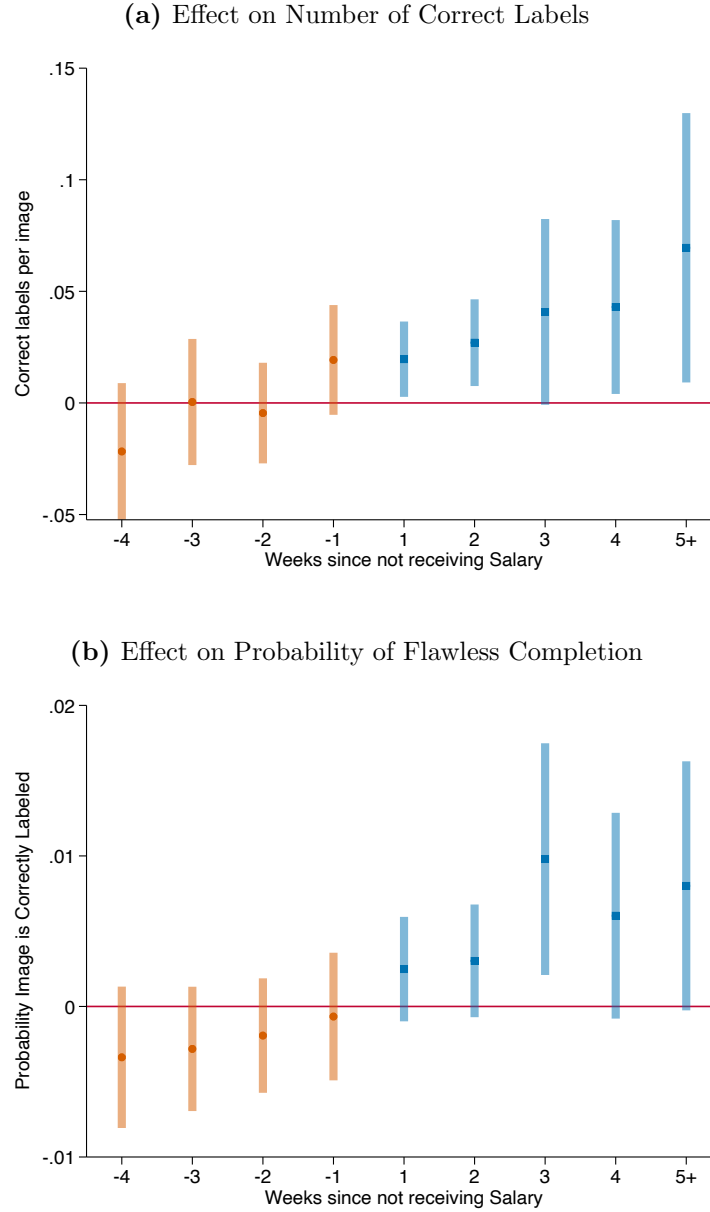 (a) Effect on Number of Correct Labels
.15
.1
.05
0
-.05
Correct labels per image
-4 -3 -2 -1 1 2 3 4 5+
Weeks since not receiving Salary
(b) Effect on Probability of Flawless Completion
.02
.01
0
-.01
Probability Image is Correctly Labeled
-4 -3 -2 -1 1 2 3 4 5+
Weeks since not receiving Salary